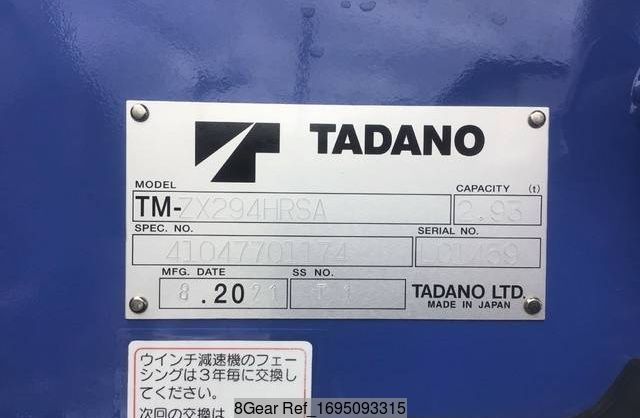 TADANO
MODEL
CAPACITY (t)
TM-ZX294HRSA
2.93
SPEC. NO.
SERIAL NO.
41047701174
MFG. DATE
SS NO.
8.2021
TADANO LTD.
MADE IN JAPAN
ウインチ減速機のフェー
シングは3年毎に交換し
てください。
次回の交換は
8Gear Ref_1695093315